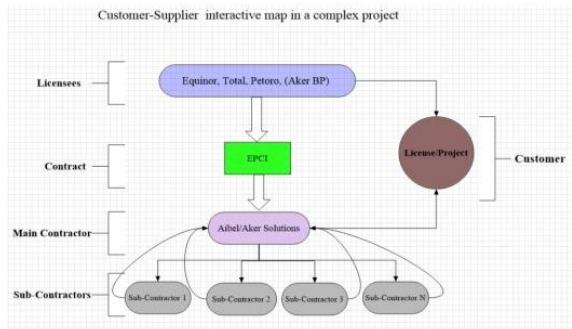 Customer-Supplier interactive map in a complex project
Licensees
Equinor, Total, Petoro, (Aker BP)
Contract
EPCI
License/Project
Customer
Main Contractor
Aibel/Aker Solutions
Sub-Contractors
Sub-Contractor 1
Sub-Contractor 2
Sub-Contractor 3
Sub-Contractor N